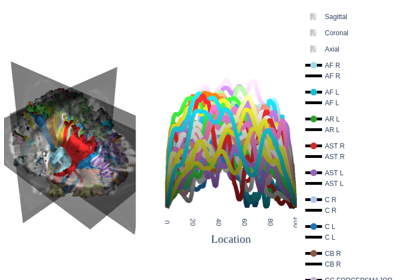 Sagittal
Coronal
Axial
AF R
AF R
AF L
AF L
AR L
AR L
AST R
AST R
AST L
AST L
C R
C R
C L
C L
CB R
CB R
0
20
40
60
80
Location